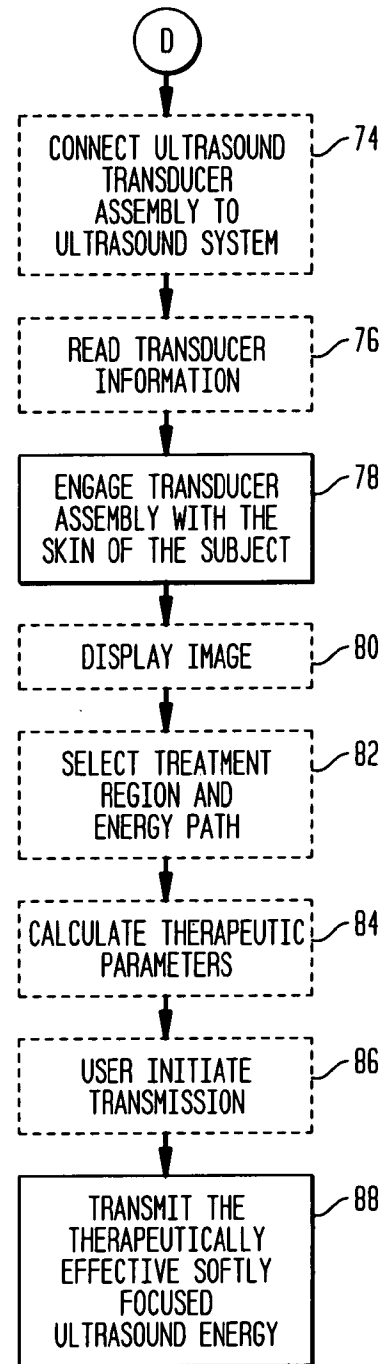 D
CONNECT ULTRASOUND
TRANSDUCER
ASSEMBLY TO
ULTRASOUND SYSTEM
74
READ TRANSDUCER
INFORMATION
76
ENGAGE TRANSDUCER
ASSEMBLY WITH THE
SKIN OF THE SUBJECT
78
DISPLAY IMAGE
80
SELECT TREATMENT
REGION AND
ENERGY PATH
82
CALCULATE THERAPEUTIC
PARAMETERS
84
USER INITIATE
TRANSMISSION
86
TRANSMIT THE
THERAPEUTICALLY
EFFECTIVE SOFTLY
FOCUSED
ULTRASOUND ENERGY
88